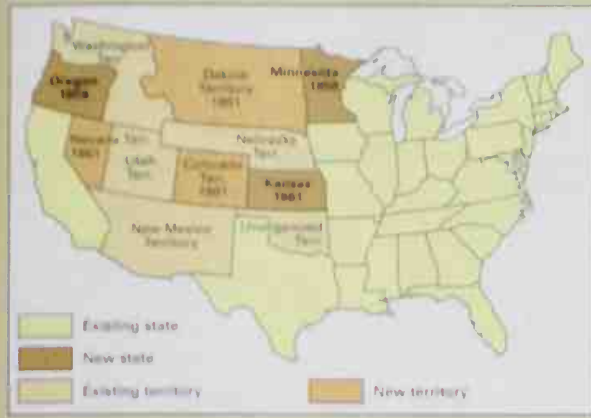 Washington
Terr.
Oregon
1859
Dakota
Territory
1861
Minnesota
1858
Nevada Terr.
1861
Utah
Terr.
Nebraska
Terr.
Colorado
Terr.
1861
Kansas
1861
New Mexico
Territory
Unorganized
Terr.
Existing state
New state
Existing territory
New territory